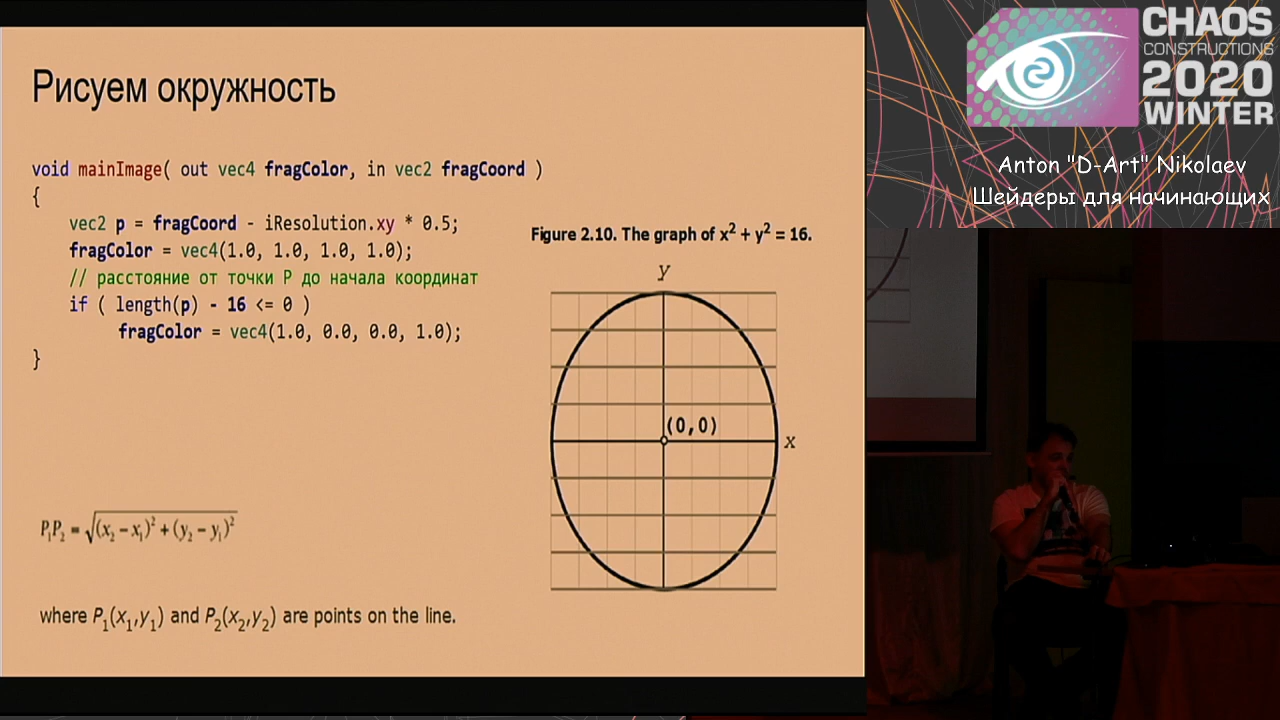 Рисуем окружность
void mainImage( out vec4 fragColor, in vec2 fragCoord )
{
vec2 p = fragCoord - iResolution.xy * 0.5;
fragColor = vec4(1.0, 1.0, 1.0, 1.0);
// расстояние от точки P до начала координат
if ( length(p) - 16 <= 0 )
fragColor = vec4(1.0, 0.0, 0.0, 1.0);
}
P₁P₂ = √(x₂ − x₁)² + (y₂ − y₁)²
where P₁(x₁,y₁) and P₂(x₂,y₂) are points on the line.
Figure 2.10. The graph of x² + y² = 16.
y
(0,0)
x
CHAOS
CONSTRUCTIONS
2020
WINTER
Anton "D-Art" Nikolaev
Шейдеры для начинающих